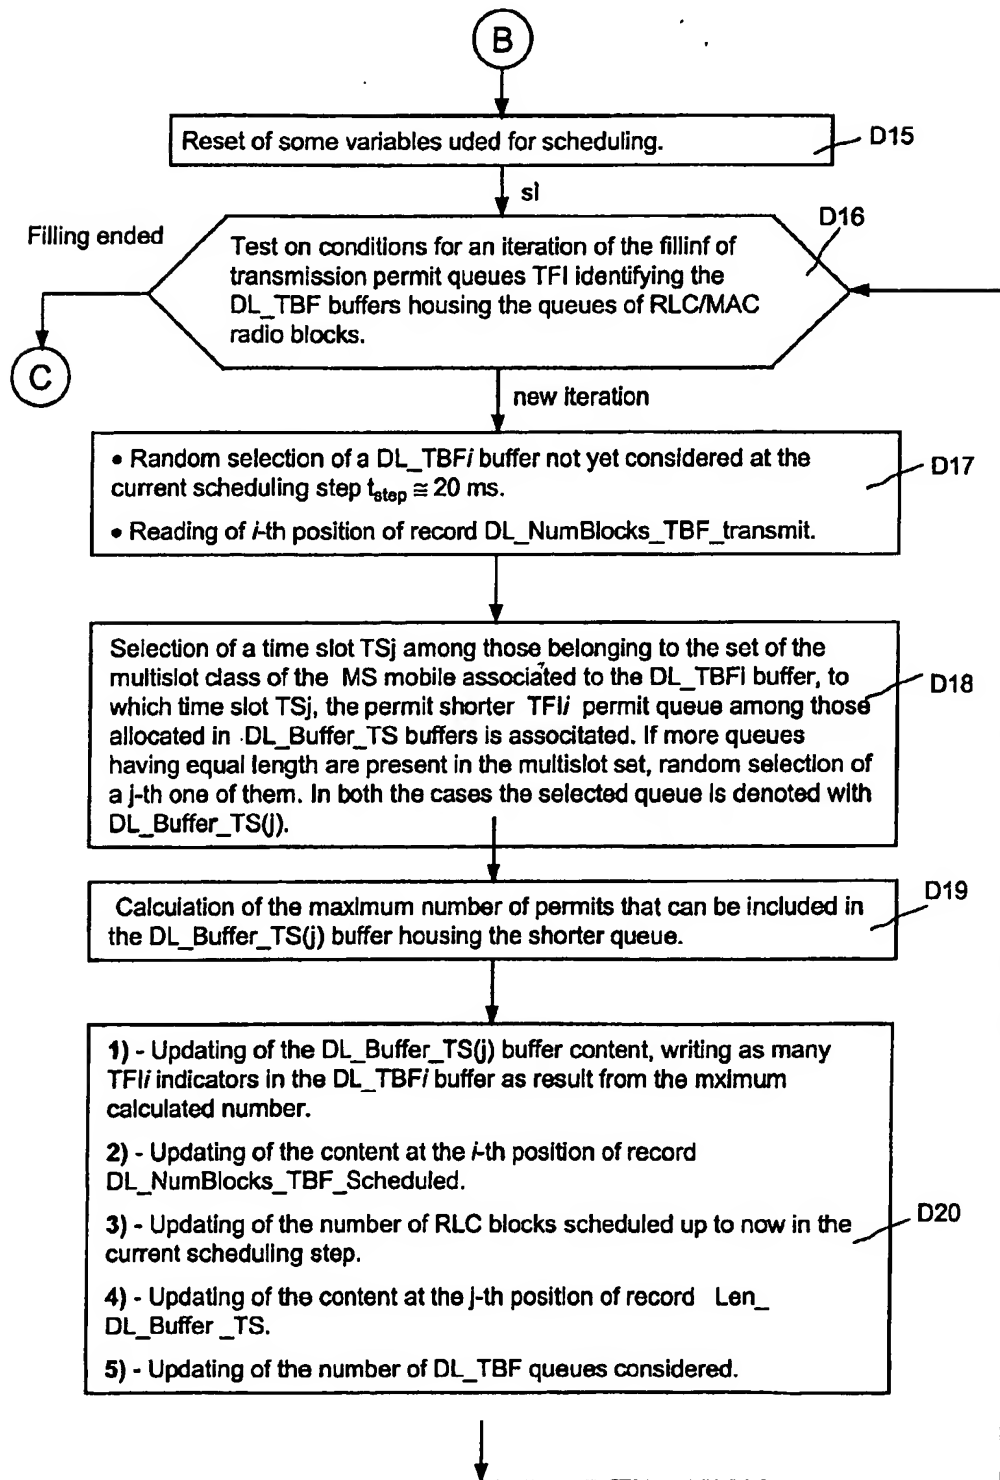 B
Reset of some variables uded for scheduling.
D15
sì
Filling ended
D16
Test on conditions for an iteration of the fillinf of
transmission permit queues TFI identifying the
DL_TBF buffers housing the queues of RLC/MAC
radio blocks.
C
new iteration
• Random selection of a DL_TBFi buffer not yet considered at the
current scheduling step tstep ≅ 20 ms.
• Reading of i-th position of record DL_NumBlocks_TBF_transmit.
D17
Selection of a time slot TSj among those belonging to the set of the
multislot class of the MS mobile associated to the DL_TBFi buffer, to
which time slot TSj, the permit shorter TFIi permit queue among those
allocated in DL_Buffer_TS buffers is associtated. If more queues
having equal length are present in the multislot set, random selection of
a j-th one of them. In both the cases the selected queue is denoted with
DL_Buffer_TS(j).
D18
Calculation of the maximum number of permits that can be included in
the DL_Buffer_TS(j) buffer housing the shorter queue.
D19
1) - Updating of the DL_Buffer_TS(j) buffer content, writing as many
TFIi indicators in the DL_TBFi buffer as result from the mximum
calculated number.
2) - Updating of the content at the i-th position of record
DL_NumBlocks_TBF_Scheduled.
3) - Updating of the number of RLC blocks scheduled up to now in the
current scheduling step.
4) - Updating of the content at the j-th position of record Len_
DL_Buffer _TS.
5) - Updating of the number of DL_TBF queues considered.
D20